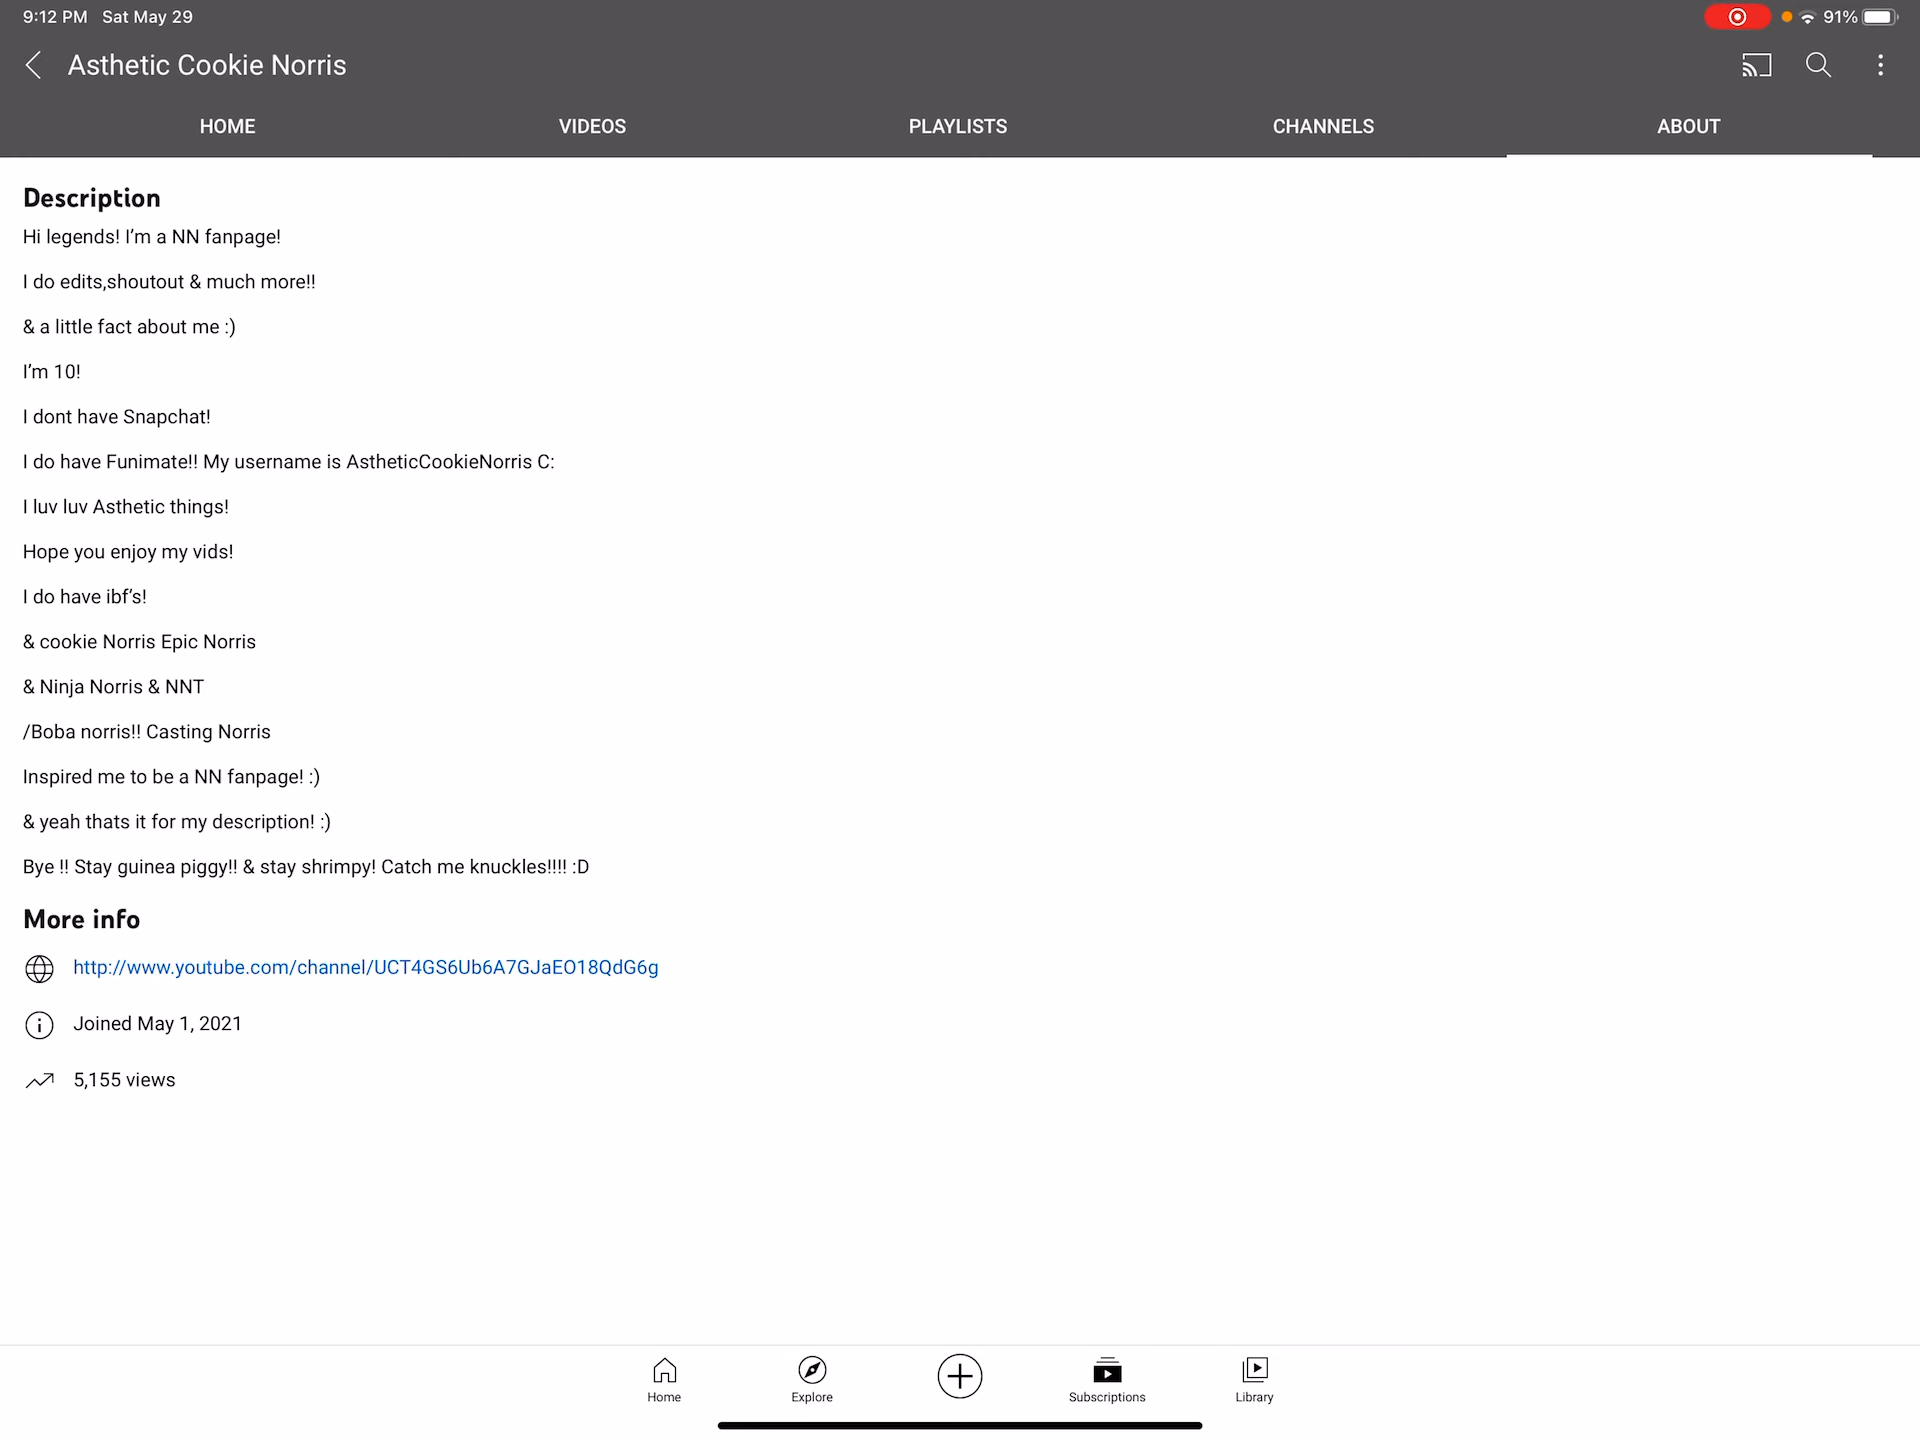 9:12 PM Sat May 29
91%
Asthetic Cookie Norris
HOME VIDEOS PLAYLISTS CHANNELS ABOUT
Description
Hi legends! I'm a NN fanpage!
I do edits,shoutout & much more!!
& a little fact about me :)
I'm 10!
I dont have Snapchat!
I do have Funimate!! My username is AstheticCookieNorris C:
I luv luv Asthetic things!
Hope you enjoy my vids!
I do have ibf's!
& cookie Norris Epic Norris
& Ninja Norris & NNT
/Boba norris!! Casting Norris
Inspired me to be a NN fanpage! :)
& yeah thats it for my description! :)
Bye !! Stay guinea piggy!! & stay shrimpy! Catch me knuckles!!!! :D
More info
http://www.youtube.com/channel/UCT4GS6Ub6A7GJaEO18QdG6g
Joined May 1, 2021
5,155 views
Home Explore Subscriptions Library